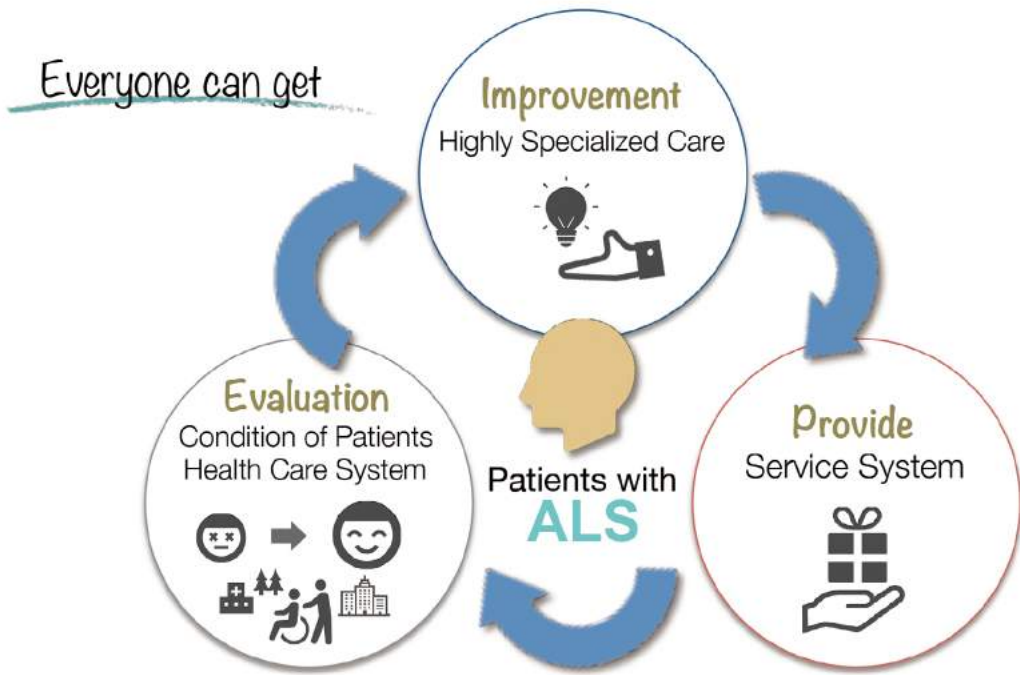 Everyone can get
Improvement
Highly Specialized Care
Evaluation
Condition of Patients
Health Care System
Patients with
ALS
Provide
Service System